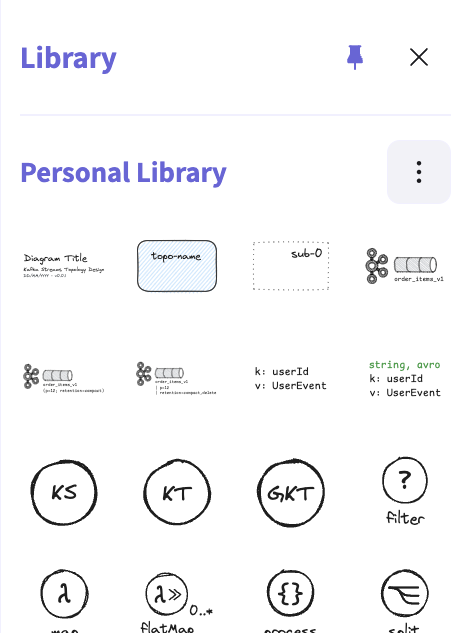 Library
Personal Library
Diagram Title
Kafka Streams Topology Design
DD/MM/YYYY - v0.0.1
topo-name
sub-0
order_items_v1
order_items_v1
(p:12; retention:compact)
order_items_v1
| p:12
| retention:compact_delete
k: userId
v: UserEvent
string, avro
k: userId
v: UserEvent
KS
KT
GKT
?
filter
λ
map
λ»
0..*
flatMap
{}
process
split